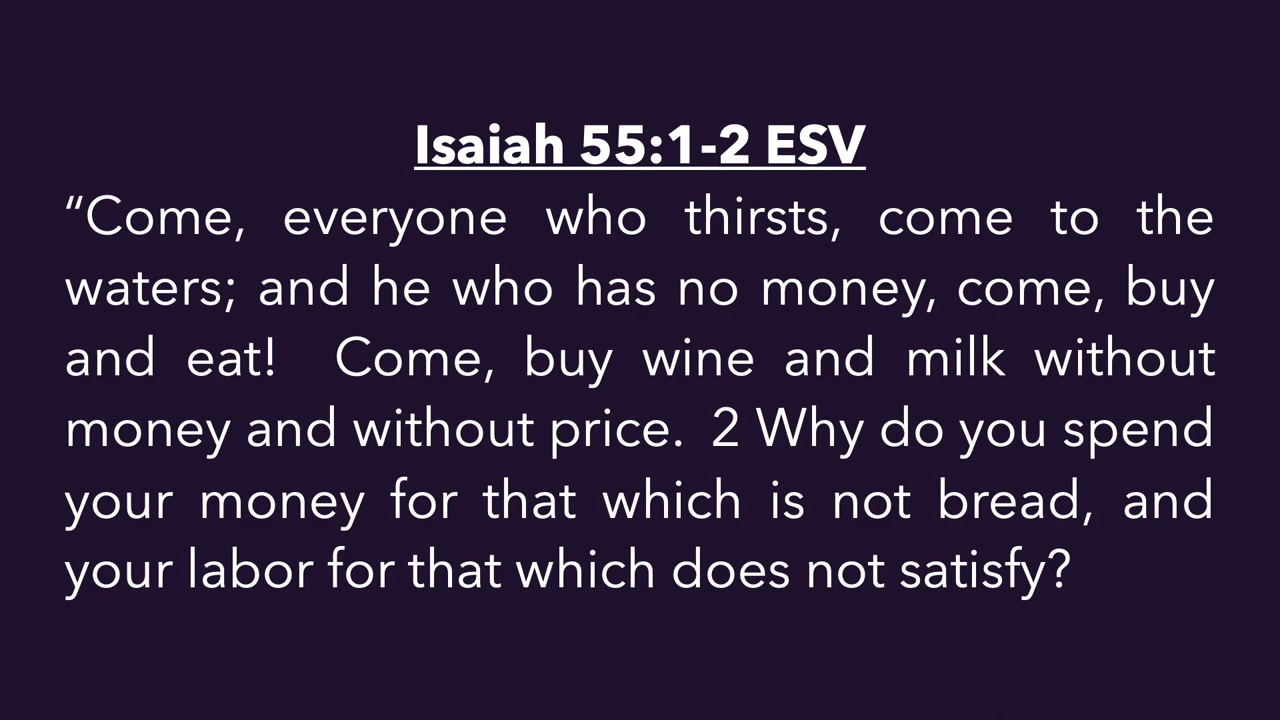 Isaiah 55:1-2 ESV
“Come, everyone who thirsts, come to the
waters; and he who has no money, come, buy
and eat!  Come, buy wine and milk without
money and without price.  2 Why do you spend
your money for that which is not bread, and
your labor for that which does not satisfy?